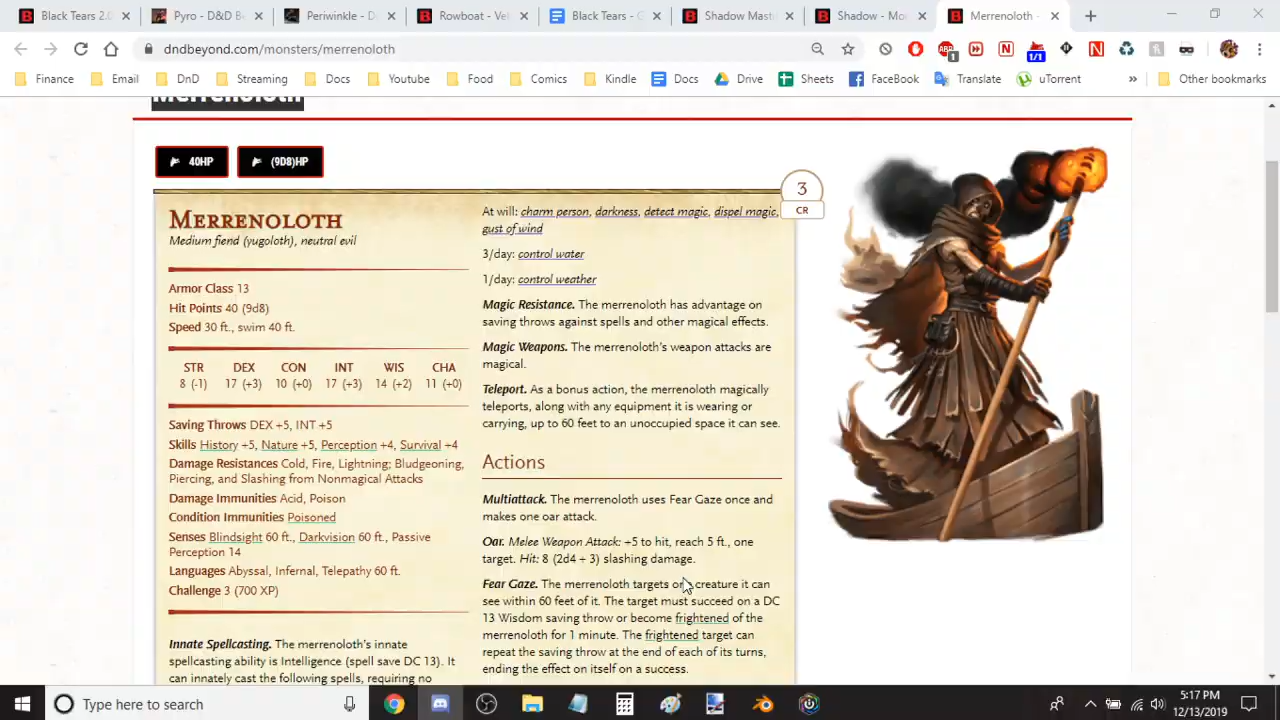 Black Tears 2.0
Pyro - D&D B
Periwinkle - D
Rowboat - Ve
Black Tears - G
Shadow Masti
Shadow - Mo
Merrenoloth -
dndbeyond.com/monsters/merrenoloth
ABP
1
1/1
Finance
Email
DnD
Streaming
Docs
Youtube
Food
Comics
Kindle
Docs
Drive
Sheets
FaceBook
Translate
uTorrent
»
Other bookmarks
Merrenoloth
40HP
(9D8)HP
3
CR
Merrenoloth
Medium fiend (yugoloth), neutral evil
Armor Class 13
Hit Points 40 (9d8)
Speed 30 ft., swim 40 ft.
STR DEX CON INT WIS CHA
8 (-1) 17 (+3) 10 (+0) 17 (+3) 14 (+2) 11 (+0)
Saving Throws DEX +5, INT +5
Skills History +5, Nature +5, Perception +4, Survival +4
Damage Resistances Cold, Fire, Lightning; Bludgeoning,
Piercing, and Slashing from Nonmagical Attacks
Damage Immunities Acid, Poison
Condition Immunities Poisoned
Senses Blindsight 60 ft., Darkvision 60 ft., Passive
Perception 14
Languages Abyssal, Infernal, Telepathy 60 ft.
Challenge 3 (700 XP)
Innate Spellcasting. The merrenoloth's innate
spellcasting ability is Intelligence (spell save DC 13). It
can innately cast the following spells, requiring no
At will: charm person, darkness, detect magic, dispel magic,
gust of wind
3/day: control water
1/day: control weather
Magic Resistance. The merrenoloth has advantage on
saving throws against spells and other magical effects.
Magic Weapons. The merrenoloth's weapon attacks are
magical.
Teleport. As a bonus action, the merrenoloth magically
teleports, along with any equipment it is wearing or
carrying, up to 60 feet to an unoccupied space it can see.
Actions
Multiattack. The merrenoloth uses Fear Gaze once and
makes one oar attack.
Oar. Melee Weapon Attack: +5 to hit, reach 5 ft., one
target. Hit: 8 (2d4 + 3) slashing damage.
Fear Gaze. The merrenoloth targets one creature it can
see within 60 feet of it. The target must succeed on a DC
13 Wisdom saving throw or become frightened of the
merrenoloth for 1 minute. The frightened target can
repeat the saving throw at the end of each of its turns,
ending the effect on itself on a success.
Type here to search
5:17 PM
12/13/2019